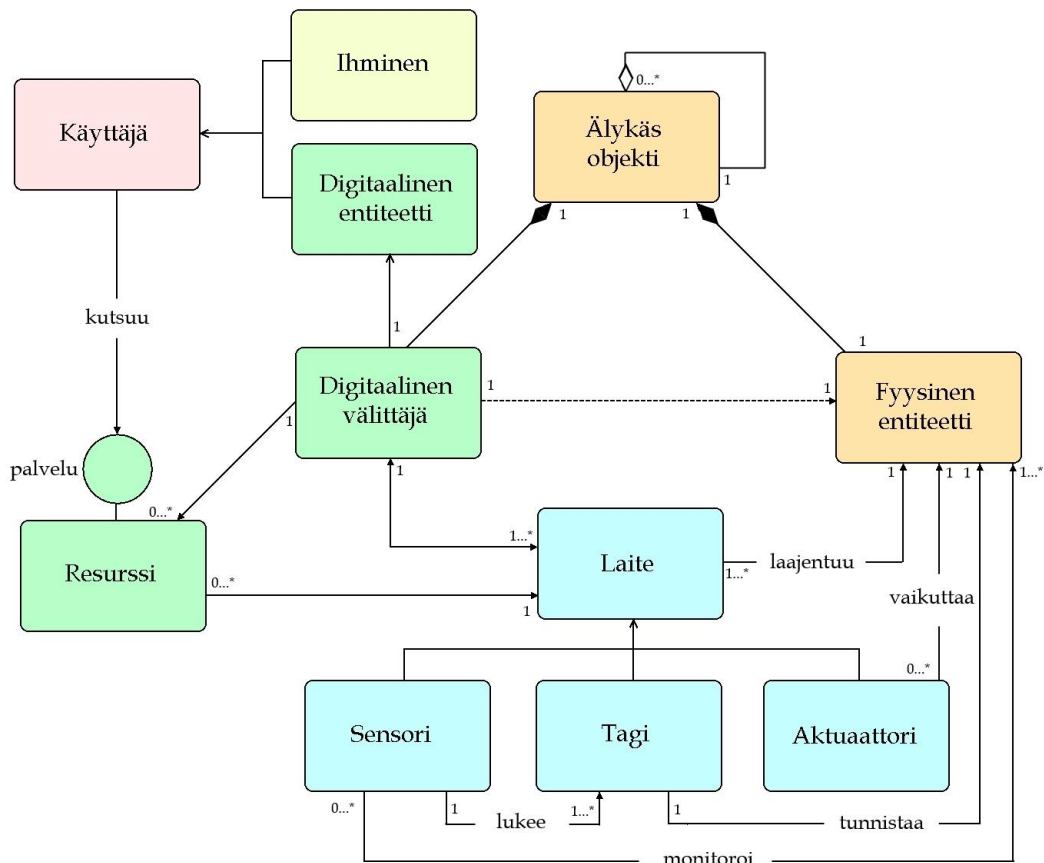 Ihminen
0...*
Käyttäjä
Älykäs
objekti
1
Digitaalinen
entiteetti
1
1
kutsuu
1
1
Digitaalinen
välittäjä
1
1
1
Fyysinen
entiteetti
1
palvelu
1
1
1
1
1...*
0...*
1...*
Resurssi
0...*
1
Laite
1...*
laajentuu
vaikuttaa
0...*
Sensori
Tagi
Aktuaattori
0...*
1
lukee
1...*
1
tunnistaa
monitoroi